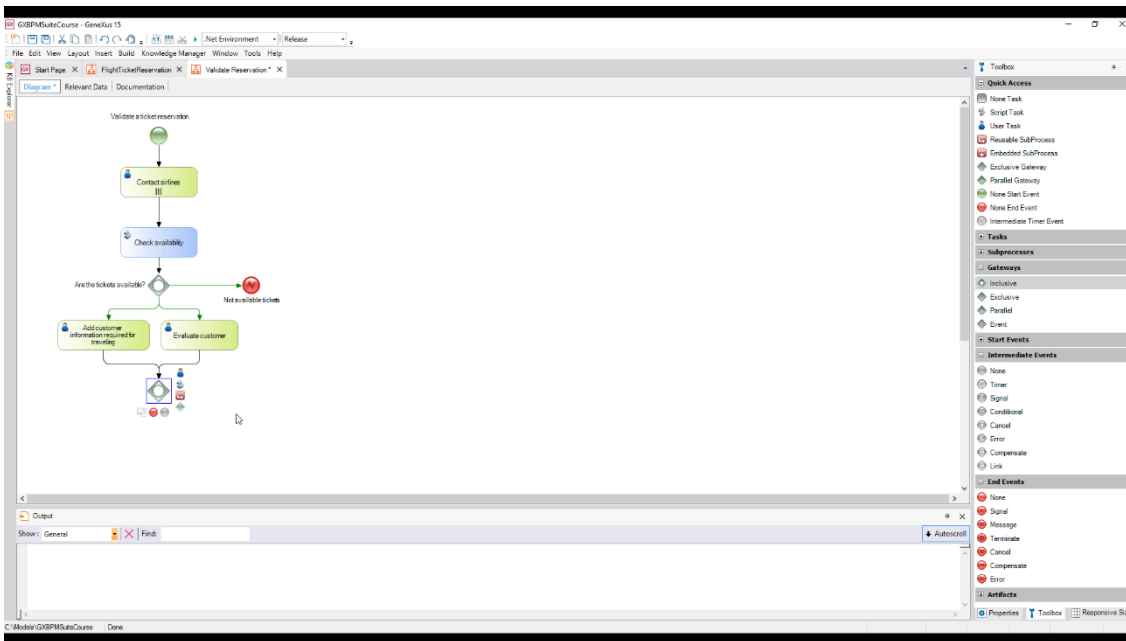 GXBPMSuiteCourse - GeneXus 15
.Net Environment
Release
File Edit View Layout Insert Build Knowledge Manager Window Tools Help
Start Page X FlightTicketReservation X Validate Reservation * X
Diagram * Relevant Data Documentation
KB Explorer
Validate a ticket reservation
Contact airlines
Check availability
Are the tickets available?
Not available tickets
Add customer
information required for
traveling
Evaluate customer
Output
Show: General Find:
Autoscroll
C:\Models\GXBPMSuiteCourse Done
Toolbox
Quick Access
None Task
Script Task
User Task
Reusable SubProcess
Embedded SubProcess
Exclusive Gateway
Parallel Gateway
None Start Event
None End Event
Intermediate Timer Event
Tasks
Subprocesses
Gateways
Inclusive
Exclusive
Parallel
Event
Start Events
Intermediate Events
None
Timer
Signal
Conditional
Cancel
Error
Compensate
Link
End Events
None
Signal
Message
Terminate
Cancel
Compensate
Error
Artifacts
Properties Toolbox Responsive Si